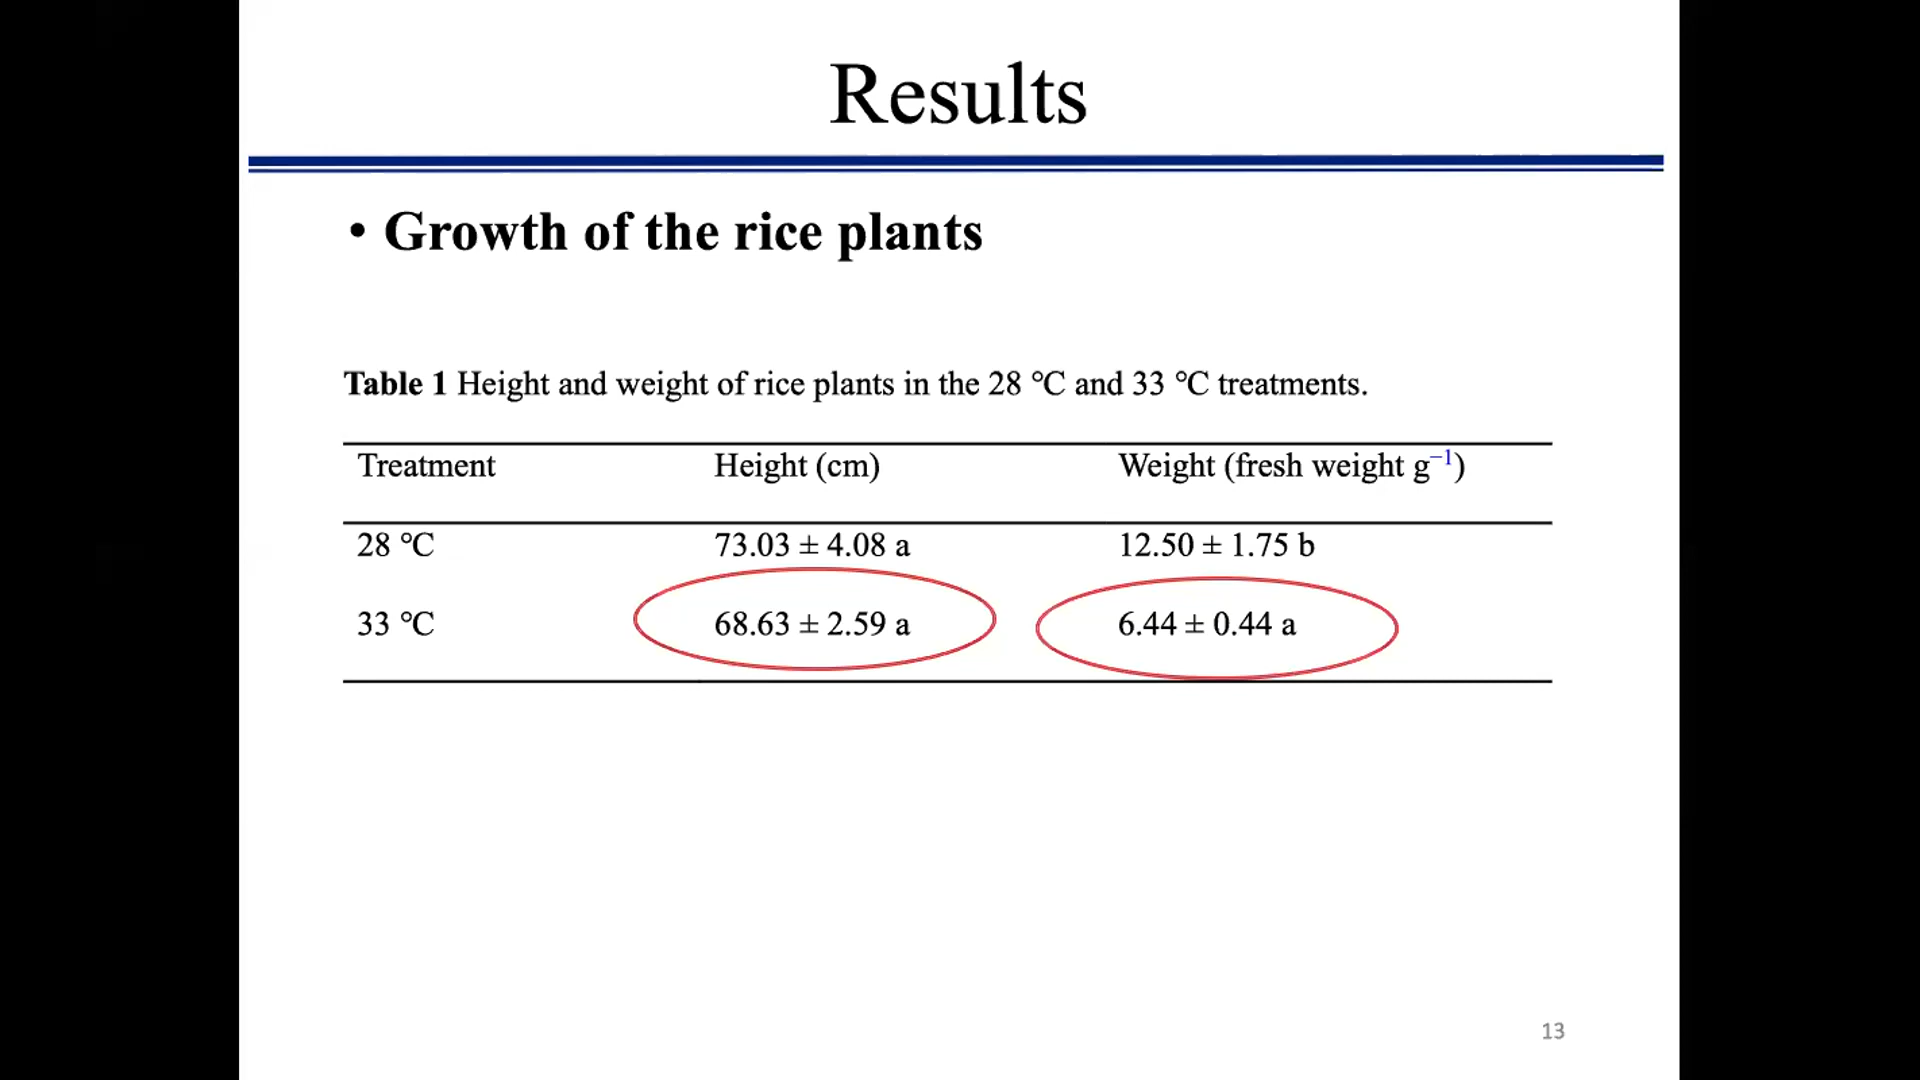 Results
• Growth of the rice plants
Table 1 Height and weight of rice plants in the 28 ℃ and 33 ℃ treatments.
Treatment Height (cm) Weight (fresh weight g⁻¹)
28 ℃ 73.03 ± 4.08 a 12.50 ± 1.75 b
33 ℃ 68.63 ± 2.59 a 6.44 ± 0.44 a
13